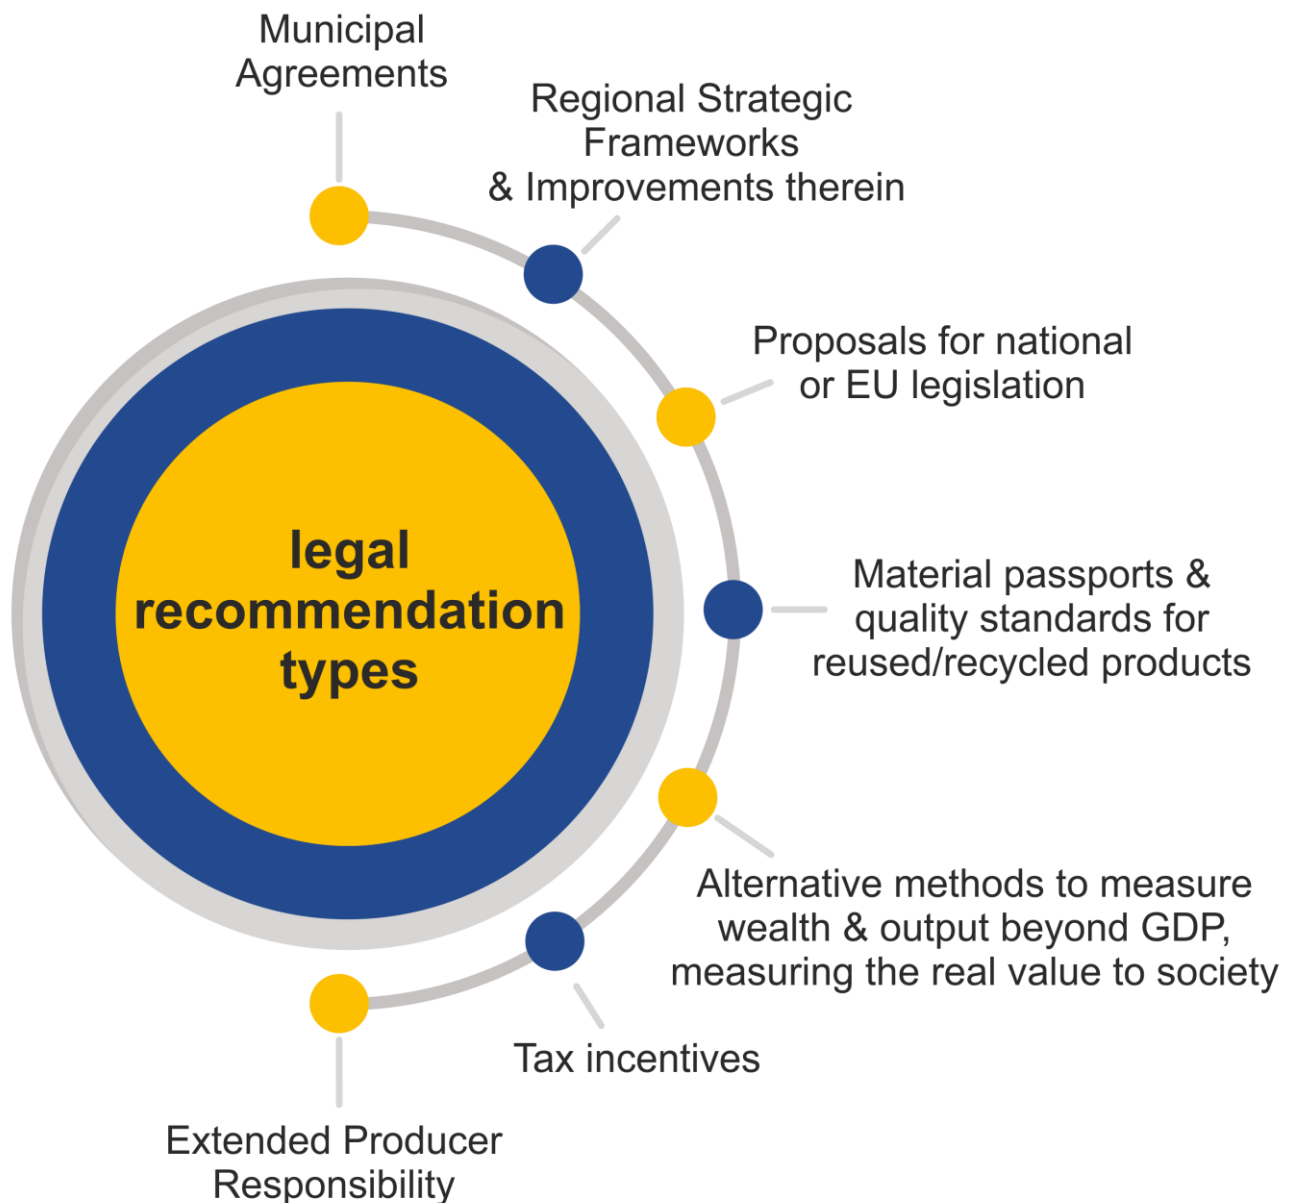 Municipal
Agreements
Regional Strategic
Frameworks
& Improvements therein
Proposals for national
or EU legislation
legal
recommendation
types
Material passports &
quality standards for
reused/recycled products
Alternative methods to measure
wealth & output beyond GDP,
measuring the real value to society
Tax incentives
Extended Producer
Responsibility